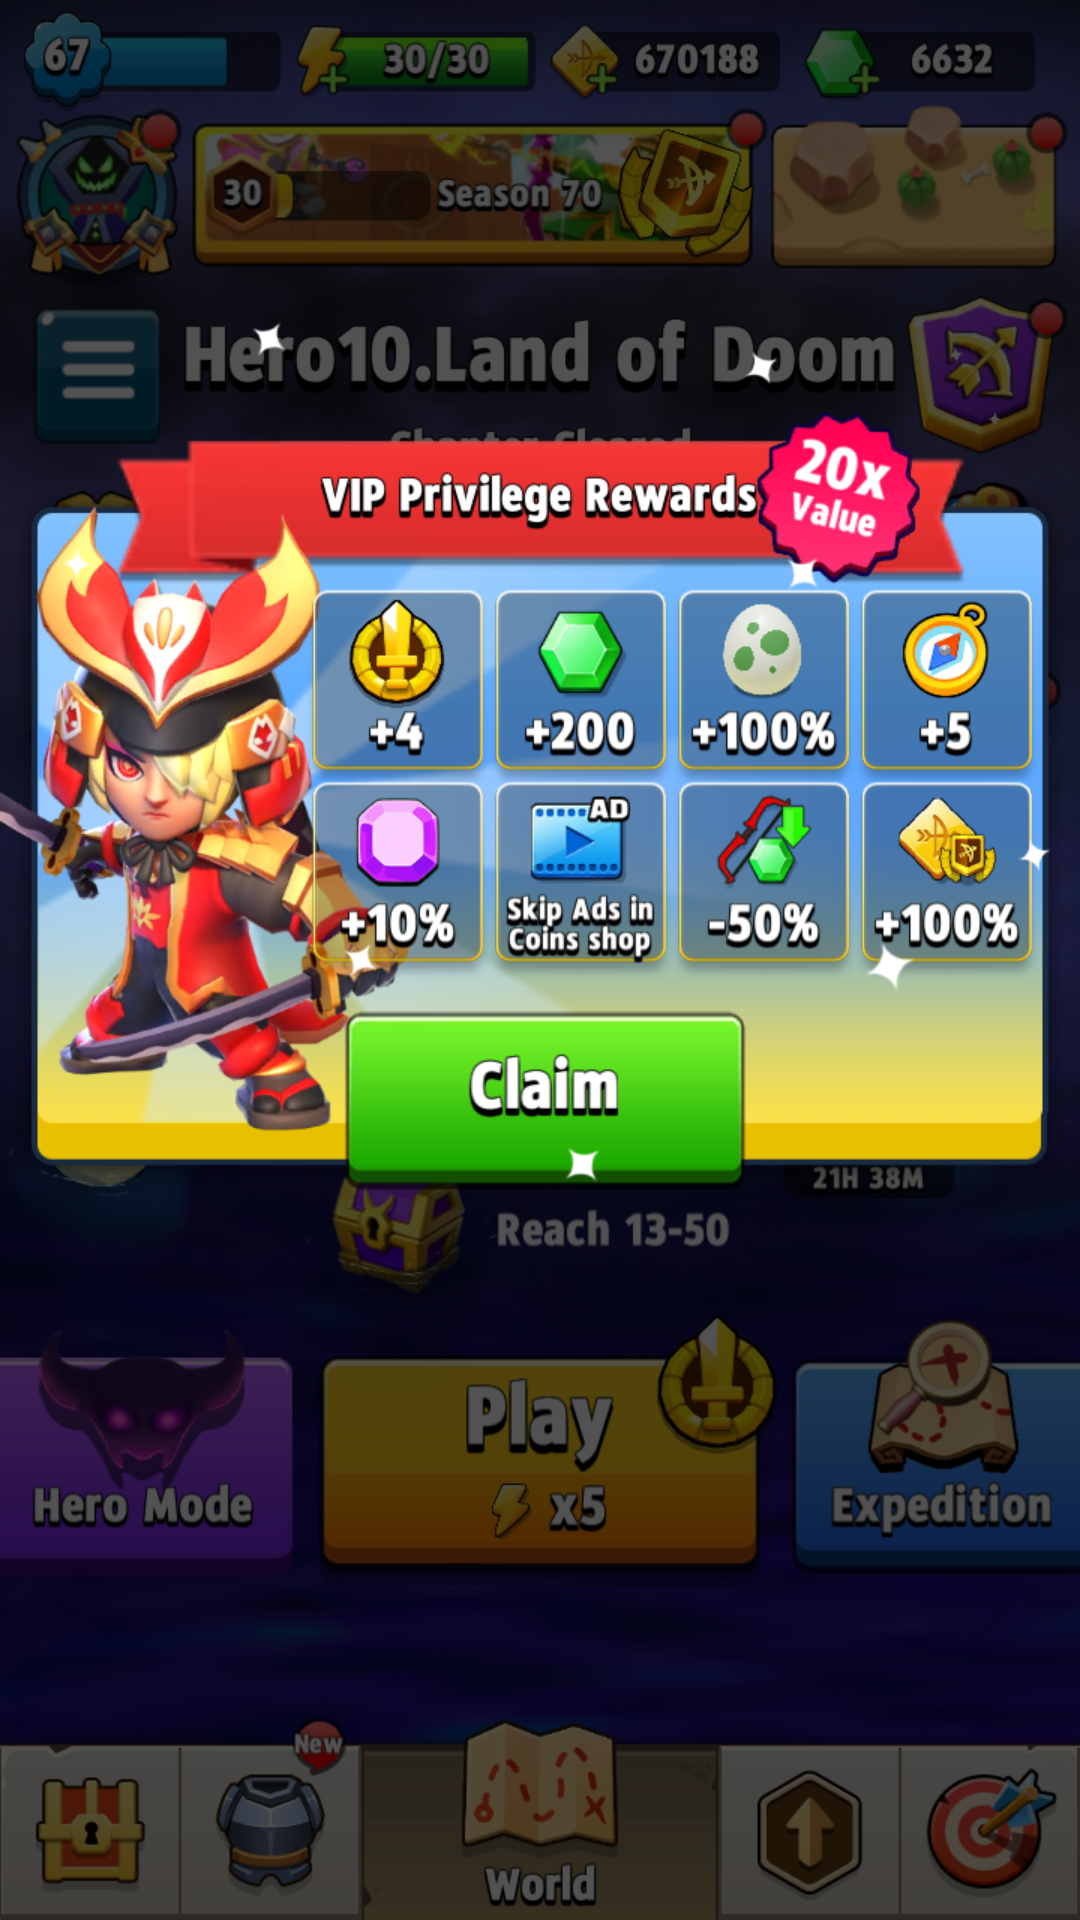 67
30/30
670188
6632
30
Season 70
Hero10.Land of Doom
Chapter Cleared
VIP Privilege Rewards
20x
Value
+4
+200
+100%
+5
+10%
AD
Skip Ads in
Coins shop
-50%
+100%
Claim
21H 38M
Reach 13-50
Play
x5
Hero Mode
Expedition
New
World